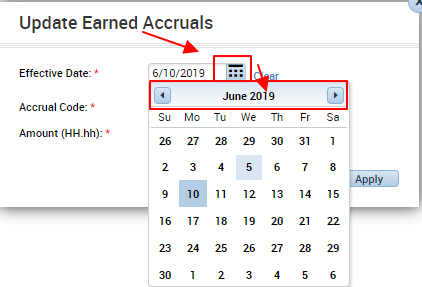 Update Earned Accruals
Effective Date: * 6/10/2019 Clear
June 2019
Accrual Code: *
Su Mo Tu We Th Fr Sa
Amount (HH.hh): *
26 27 28 29 30 31 1
2 3 4 5 6 7 8
Apply
9 10 11 12 13 14 15
16 17 18 19 20 21 22
23 24 25 26 27 28 29
30 1 2 3 4 5 6